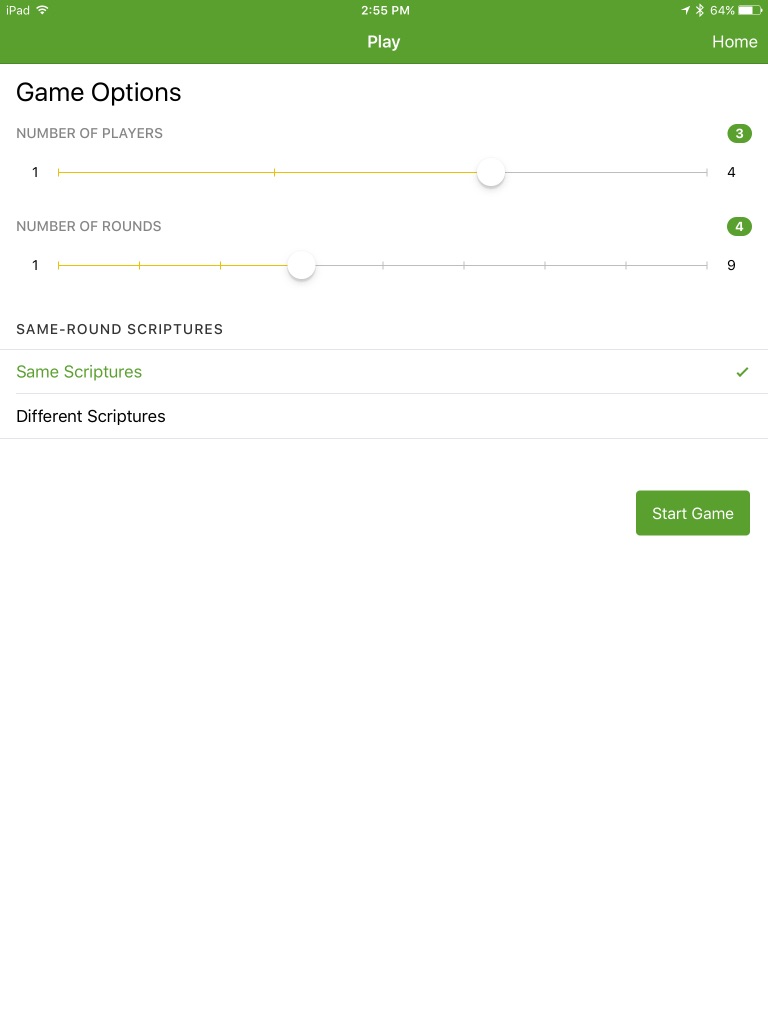 iPad 2:55 PM 64%
Play Home
Game Options
NUMBER OF PLAYERS 3
1 4
NUMBER OF ROUNDS 4
1 9
SAME-ROUND SCRIPTURES
Same Scriptures
Different Scriptures
Start Game